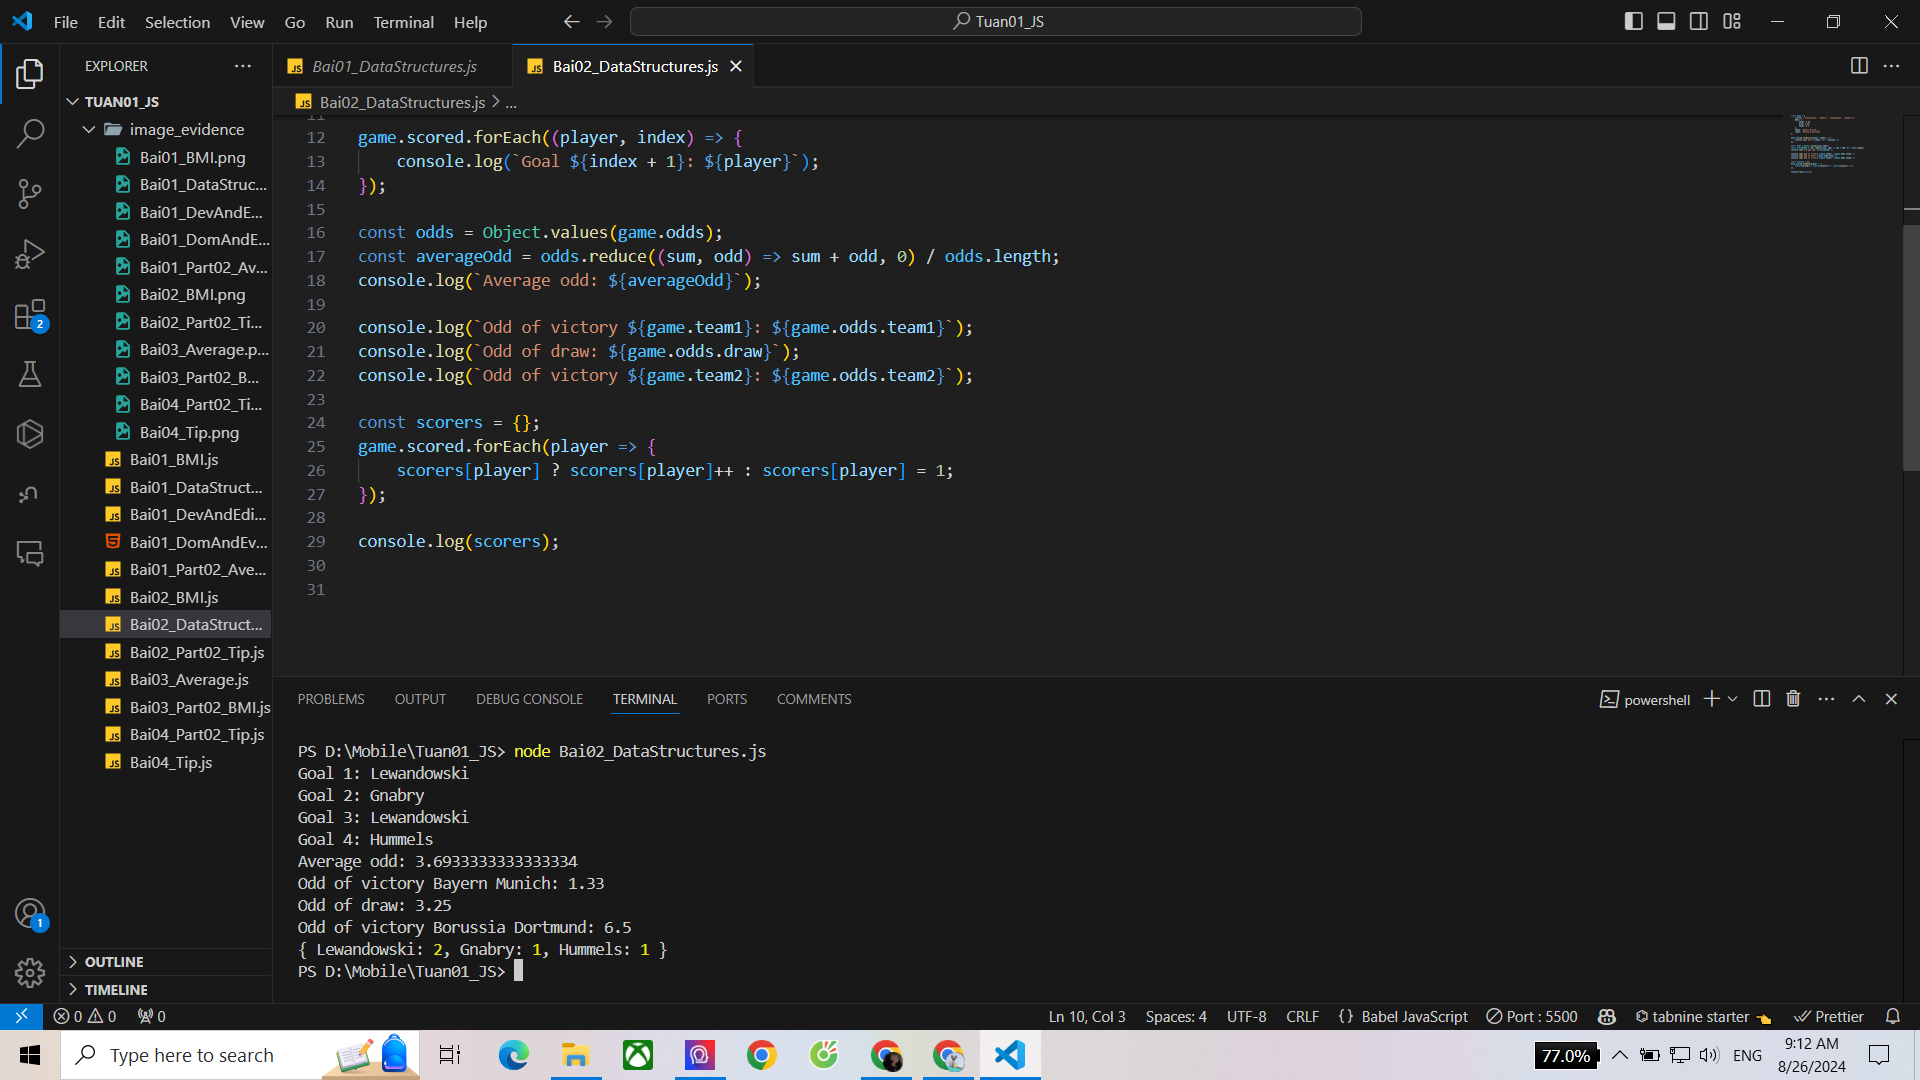 File Edit Selection View Go Run Terminal Help
Tuan01_JS
EXPLORER
TUAN01_JS
image_evidence
Bai01_BMI.png
Bai01_DataStruc...
Bai01_DevAndE...
Bai01_DomAndE...
Bai01_Part02_Av...
Bai02_BMI.png
Bai02_Part02_Ti...
Bai03_Average.p...
Bai03_Part02_B...
Bai04_Part02_Ti...
Bai04_Tip.png
Bai01_BMI.js
Bai01_DataStruct...
Bai01_DevAndEdi...
Bai01_DomAndEv...
Bai01_Part02_Ave...
Bai02_BMI.js
Bai02_DataStruct...
Bai02_Part02_Tip.js
Bai03_Average.js
Bai03_Part02_BMI.js
Bai04_Part02_Tip.js
Bai04_Tip.js
OUTLINE
TIMELINE
2
1
Bai01_DataStructures.js
Bai02_DataStructures.js
Bai02_DataStructures.js > ...
11
12 game.scored.forEach((player, index) => {
13 console.log(`Goal ${index + 1}: ${player}`);
14 });
15
16 const odds = Object.values(game.odds);
17 const averageOdd = odds.reduce((sum, odd) => sum + odd, 0) / odds.length;
18 console.log(`Average odd: ${averageOdd}`);
19
20 console.log(`Odd of victory ${game.team1}: ${game.odds.team1}`);
21 console.log(`Odd of draw: ${game.odds.draw}`);
22 console.log(`Odd of victory ${game.team2}: ${game.odds.team2}`);
23
24 const scorers = {};
25 game.scored.forEach(player => {
26 scorers[player] ? scorers[player]++ : scorers[player] = 1;
27 });
28
29 console.log(scorers);
30
31
PROBLEMS OUTPUT DEBUG CONSOLE TERMINAL PORTS COMMENTS
powershell
PS D:\Mobile\Tuan01_JS> node Bai02_DataStructures.js
Goal 1: Lewandowski
Goal 2: Gnabry
Goal 3: Lewandowski
Goal 4: Hummels
Average odd: 3.6933333333333334
Odd of victory Bayern Munich: 1.33
Odd of draw: 3.25
Odd of victory Borussia Dortmund: 6.5
{ Lewandowski: 2, Gnabry: 1, Hummels: 1 }
PS D:\Mobile\Tuan01_JS>
0 0 0
Ln 10, Col 3 Spaces: 4 UTF-8 CRLF {} Babel JavaScript Port : 5500 tabnine starter Prettier
Type here to search
77.0%
ENG
9:12 AM
8/26/2024